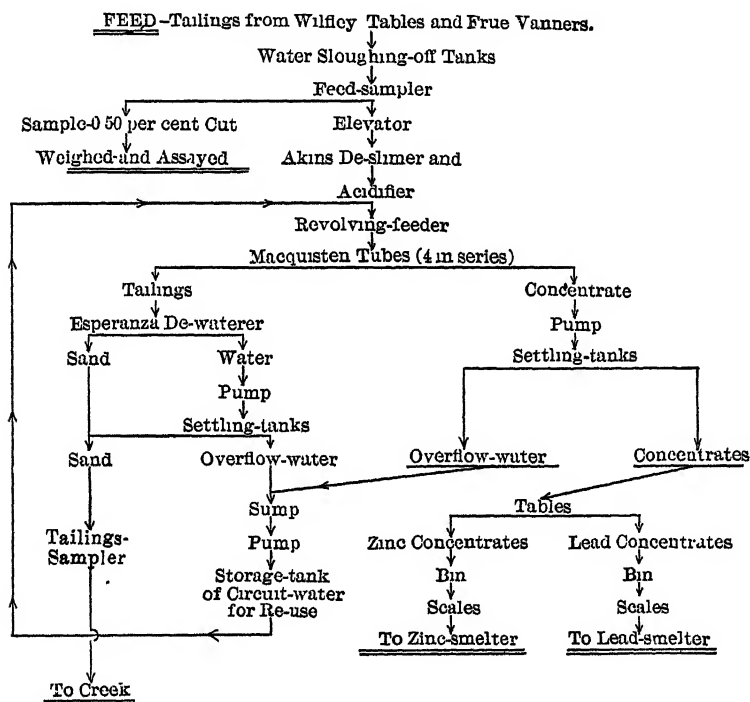 FEED-Tailings from Wilfley Tables and Frue Vanners.
Water Sloughing-off Tanks
Feed-sampler
Sample-0 50 per cent Cut
Elevator
Weighed-and Assayed
Akins De-slimer and
Acidifier
Revolving-feeder
Macquisten Tubes (4 in series)
Tailings
Concentrate
Esperanza De-waterer
Pump
Sand
Water
Settling-tanks
Pump
Settling-tanks
Sand
Overflow-water
Overflow-water
Concentrates
Sump
Tables
Tailings-
Sampler
Pump
Zinc Concentrates
Lead Concentrates
Storage-tank
of Circuit-water
for Re-use
Bin
Bin
Scales
Scales
To Zinc-smelter
To Lead-smelter
To Creek